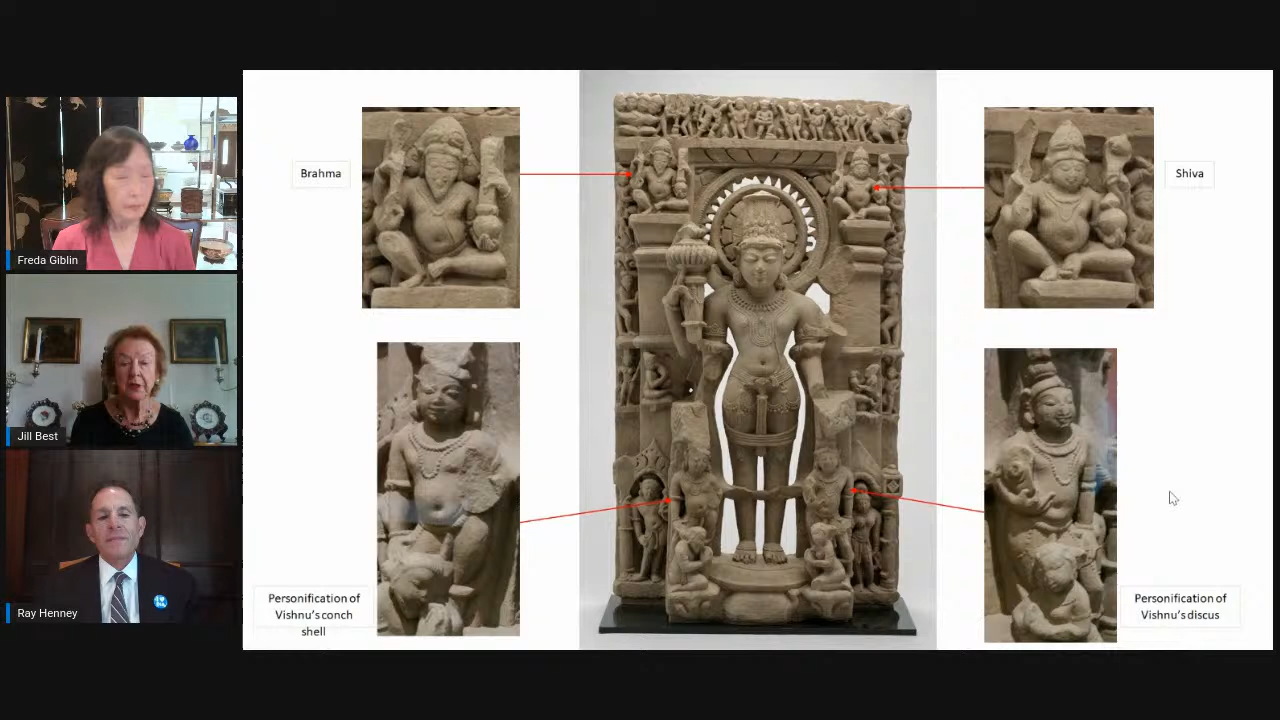 Freda Giblin
Jill Best
Ray Henney
Brahma
Shiva
Personification of
Vishnu's conch
shell
Personification of
Vishnu's discus